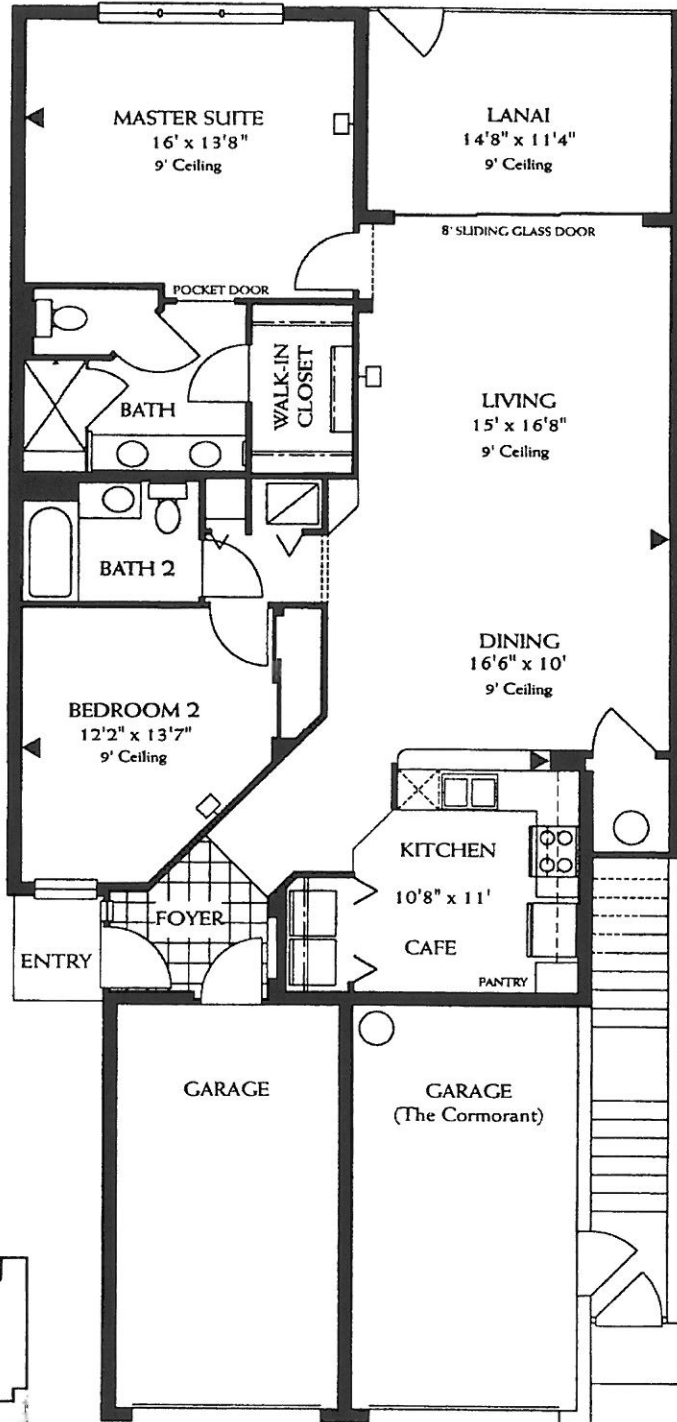 MASTER SUITE
16' x 13'8"
9' Ceiling
LANAI
14'8" x 11'4"
9' Ceiling
8' SLIDING GLASS DOOR
POCKET DOOR
WALK-IN
CLOSET
BATH
LIVING
15' x 16'8"
9' Ceiling
BATH 2
DINING
16'6" x 10'
9' Ceiling
BEDROOM 2
12'2" x 13'7"
9' Ceiling
KITCHEN
10'8" x 11'
CAFE
PANTRY
FOYER
ENTRY
GARAGE
GARAGE
(The Cormorant)